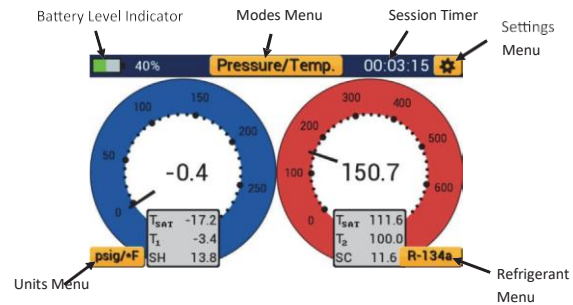 Battery Level Indicator
Modes Menu
Session Timer
Settings
Menu
40%
Pressure/Temp.
00:03:15
0
50
100
150
200
250
-0.4
TSAT -17.2
T1 -3.4
SH 13.8
0
100
200
300
400
500
600
150.7
TSAT 111.6
T2 100.0
SC 11.6
psig/°F
R-134a
Units Menu
Refrigerant
Menu